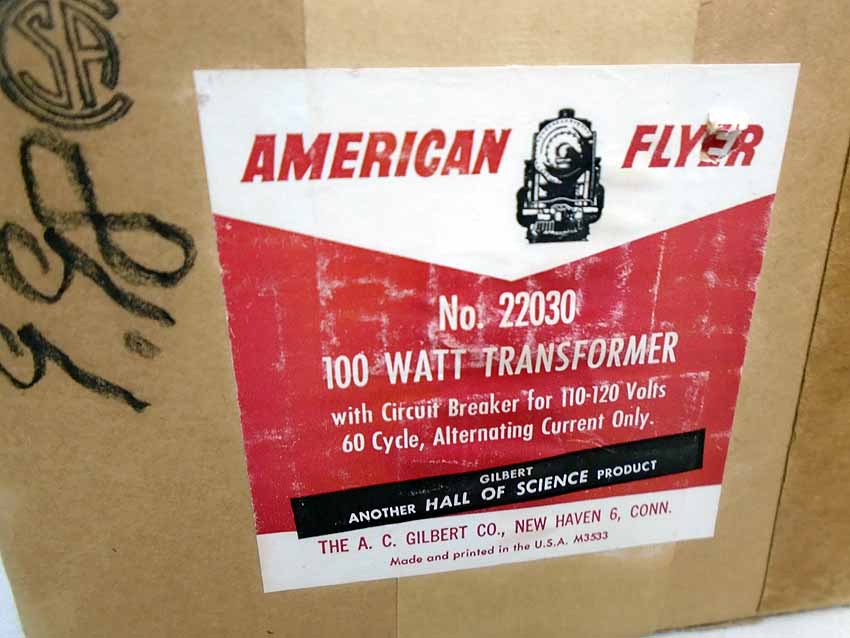 CSA
AMERICAN FLYER
No. 22030
100 WATT TRANSFORMER
with Circuit Breaker for 110-120 Volts
60 Cycle, Alternating Current Only.
GILBERT
ANOTHER HALL OF SCIENCE PRODUCT
THE A. C. GILBERT CO., NEW HAVEN 6, CONN.
Made and printed in the U.S.A. M3533